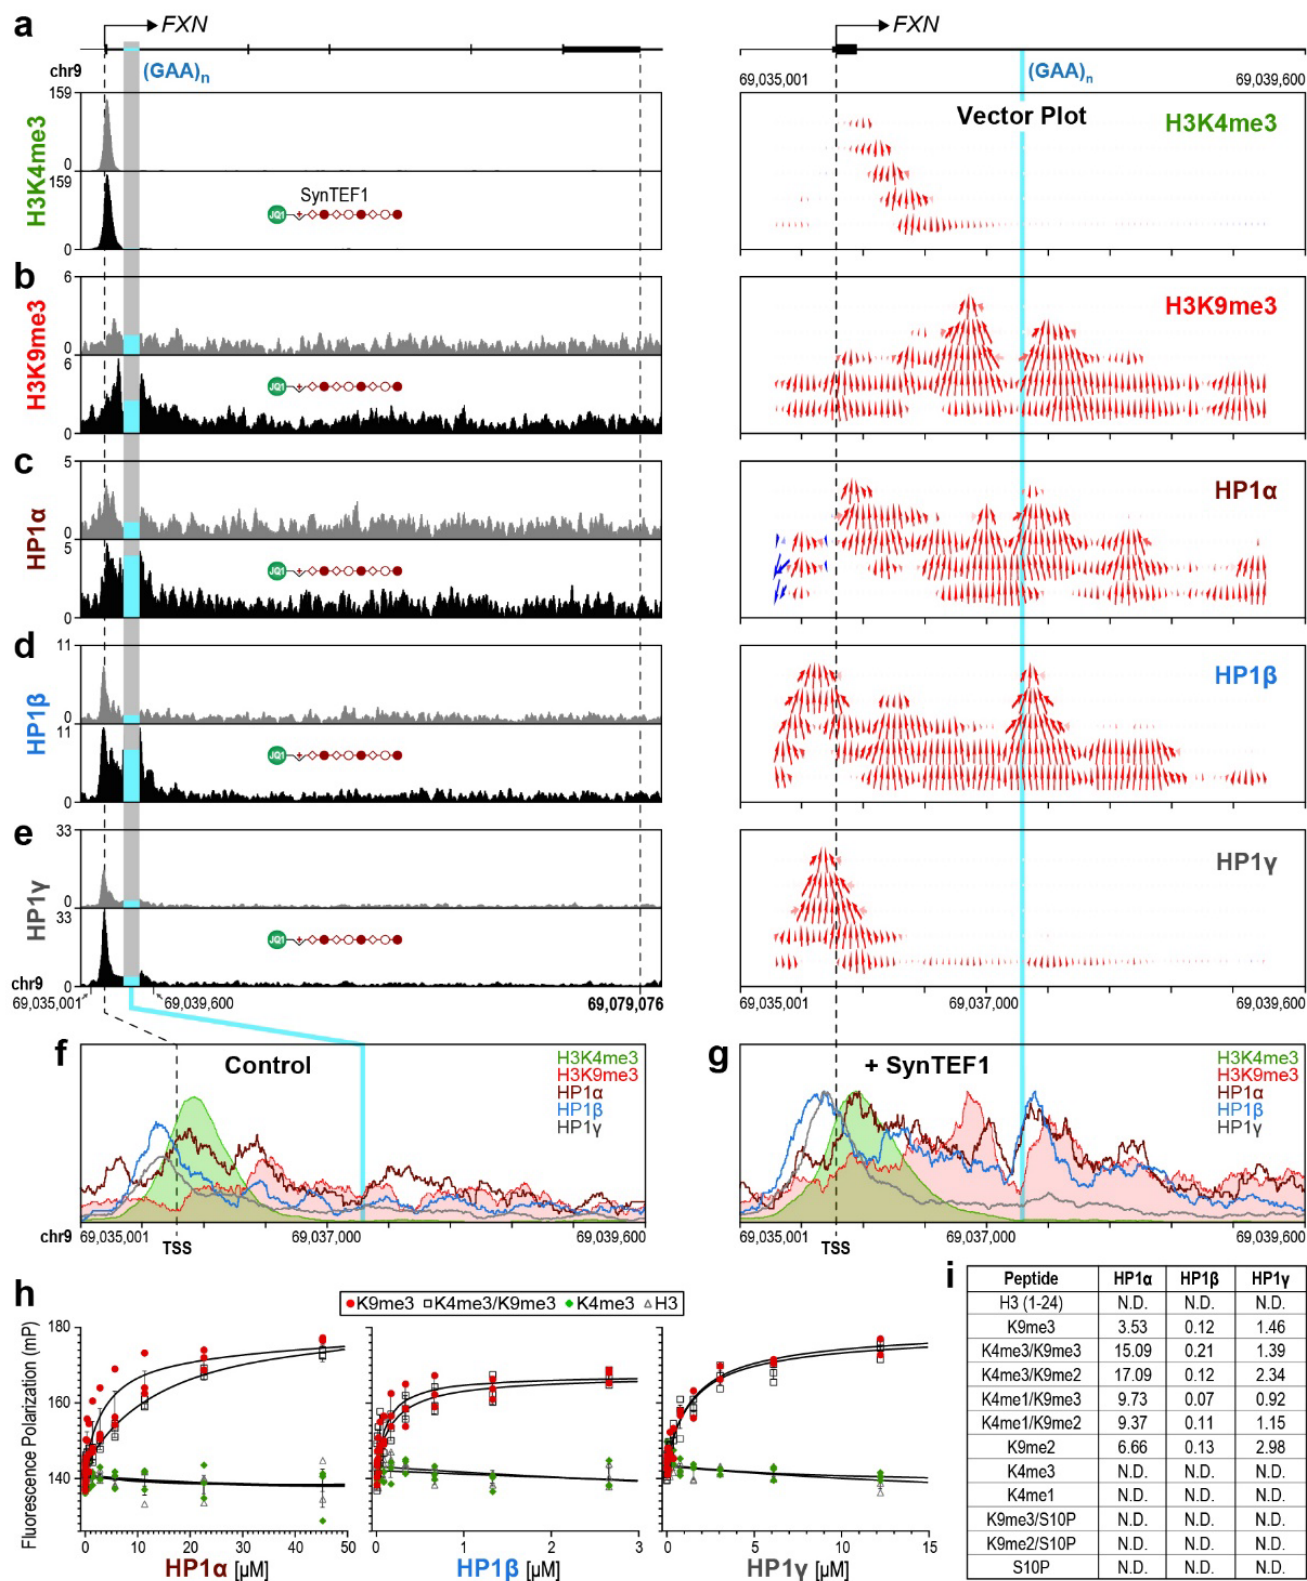 a
FXN
chr9
(GAA)n
H3K4me3
159
0
159
0
SynTEF1
JQ1
FXN
69,035,001
(GAA)n
69,039,600
Vector Plot
H3K4me3
b
H3K9me3
6
0
6
0
JQ1
H3K9me3
c
HP1α
5
0
5
0
JQ1
HP1α
d
HP1β
11
0
11
0
JQ1
HP1β
e
HP1γ
33
0
33
0
JQ1
HP1γ
chr9
69,035,001
69,039,600
69,079,076
69,035,001
69,037,000
69,039,600
f
Control
H3K4me3
H3K9me3
HP1α
HP1β
HP1γ
chr9
69,035,001
TSS
69,037,000
69,039,600
g
+ SynTEF1
H3K4me3
H3K9me3
HP1α
HP1β
HP1γ
69,035,001
TSS
69,037,000
69,039,600
h
K9me3 K4me3/K9me3 K4me3 H3
Fluorescence Polarization (mP)
180
160
140
0 10 20 30 40 50
HP1α [µM]
0 1 2 3
HP1β [µM]
0 5 10 15
HP1γ [µM]
i
Peptide HP1α HP1β HP1γ
H3 (1-24) N.D. N.D. N.D.
K9me3 3.53 0.12 1.46
K4me3/K9me3 15.09 0.21 1.39
K4me3/K9me2 17.09 0.12 2.34
K4me1/K9me3 9.73 0.07 0.92
K4me1/K9me2 9.37 0.11 1.15
K9me2 6.66 0.13 2.98
K4me3 N.D. N.D. N.D.
K4me1 N.D. N.D. N.D.
K9me3/S10P N.D. N.D. N.D.
K9me2/S10P N.D. N.D. N.D.
S10P N.D. N.D. N.D.